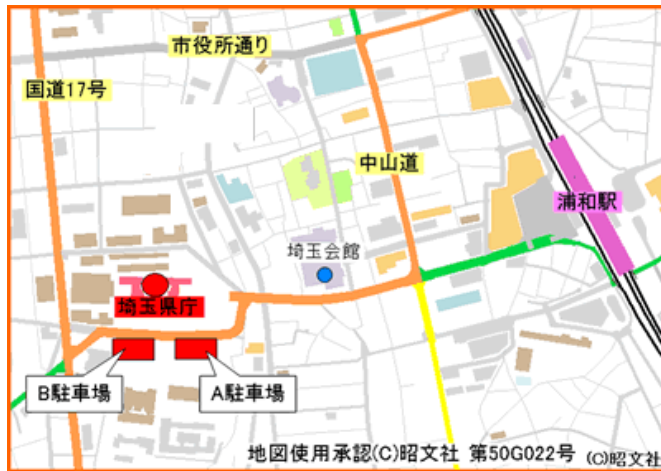 市役所通り
国道17号
中山道
浦和駅
埼玉会館
埼玉県庁
B駐車場
A駐車場
地図使用承認(C)昭文社 第50G022号 (C)昭文社